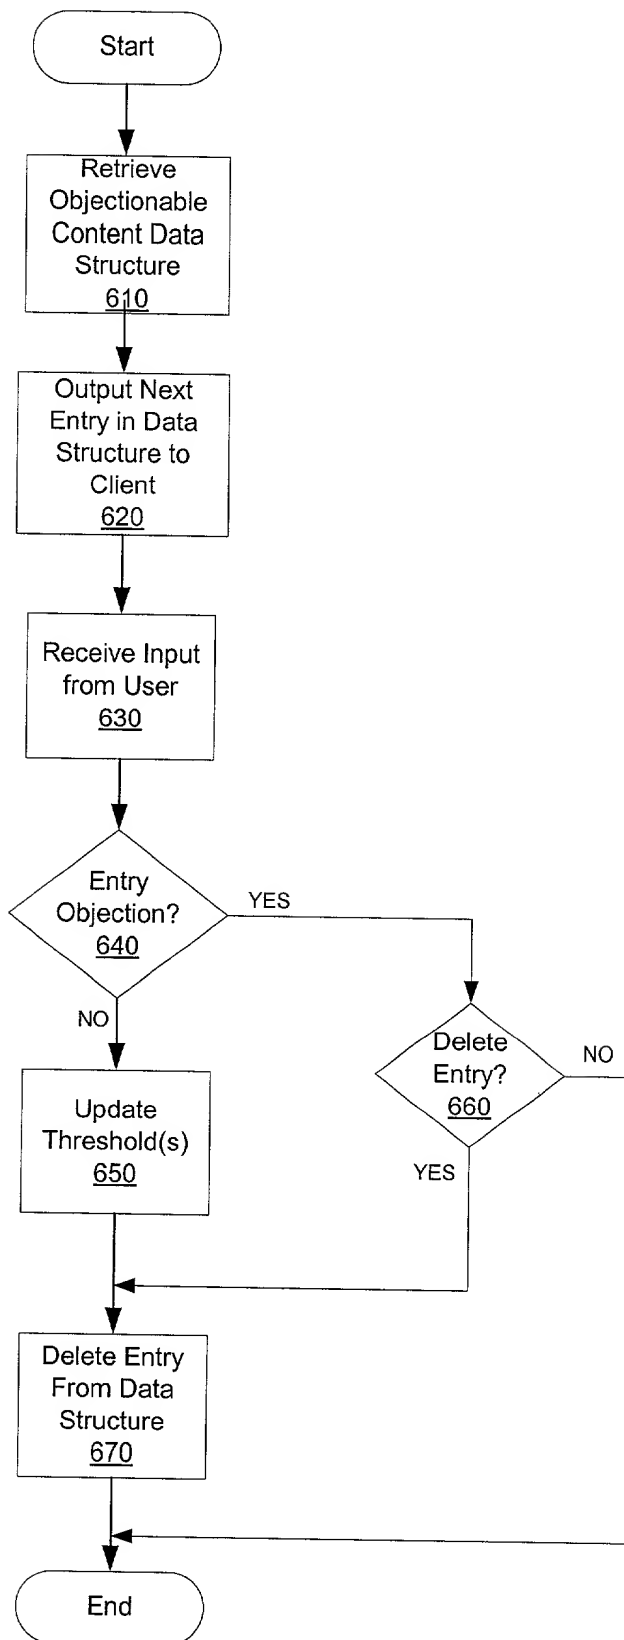 Start
Retrieve
Objectionable
Content Data
Structure
610
Output Next
Entry in Data
Structure to
Client
620
Receive Input
from User
630
Entry
Objection?
640
YES
NO
Delete
Entry?
660
NO
YES
Update
Threshold(s)
650
Delete Entry
From Data
Structure
670
End